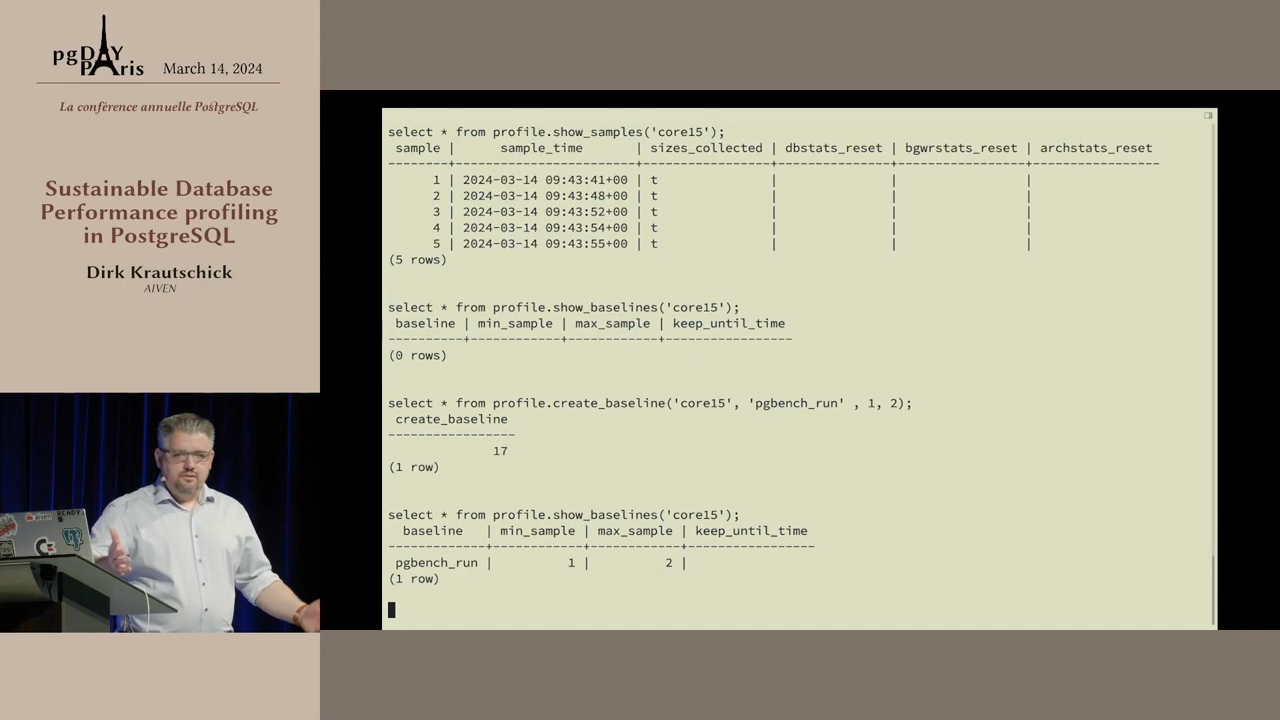 pgDAY
PAris
March 14, 2024
La conférence annuelle PostgreSQL
Sustainable Database
Performance profiling
in PostgreSQL
Dirk Krautschick
AIVEN
select * from profile.show_samples('core15');
 sample |      sample_time       | sizes_collected | dbstats_reset | bgwrstats_reset | archstats_reset
--------+------------------------+-----------------+---------------+-----------------+-----------------
      1 | 2024-03-14 09:43:41+00 | t               |               |                 |
      2 | 2024-03-14 09:43:48+00 | t               |               |                 |
      3 | 2024-03-14 09:43:52+00 | t               |               |                 |
      4 | 2024-03-14 09:43:54+00 | t               |               |                 |
      5 | 2024-03-14 09:43:55+00 | t               |               |                 |
(5 rows)
select * from profile.show_baselines('core15');
 baseline | min_sample | max_sample | keep_until_time
----------+------------+------------+-----------------
(0 rows)
select * from profile.create_baseline('core15', 'pgbench_run' , 1, 2);
 create_baseline
-----------------
              17
(1 row)
select * from profile.show_baselines('core15');
  baseline   | min_sample | max_sample | keep_until_time
-------------+------------+------------+-----------------
 pgbench_run |          1 |          2 |
(1 row)
READY.
aiven